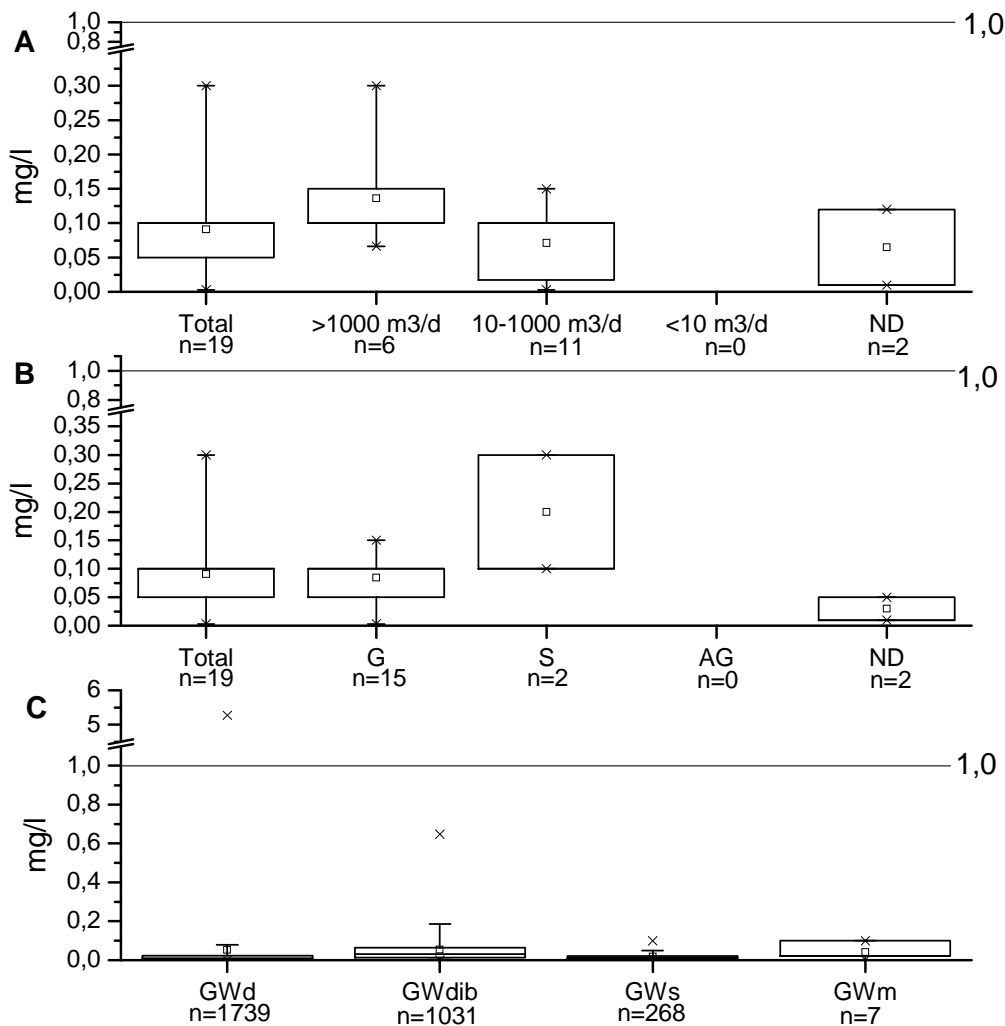 A
1,0
0,8
0,30
0,25
0,20
0,15
0,10
0,05
0,00
mg/l
1,0
Total >1000 m3/d 10-1000 m3/d <10 m3/d ND
n=19 n=6 n=11 n=0 n=2
B
1,0
0,8
0,35
0,30
0,25
0,20
0,15
0,10
0,05
0,00
mg/l
1,0
Total G S AG ND
n=19 n=15 n=2 n=0 n=2
C
6
5
1,0
0,8
0,6
0,4
0,2
0,0
mg/l
1,0
GWd GWdib GWs GWm
n=1739 n=1031 n=268 n=7